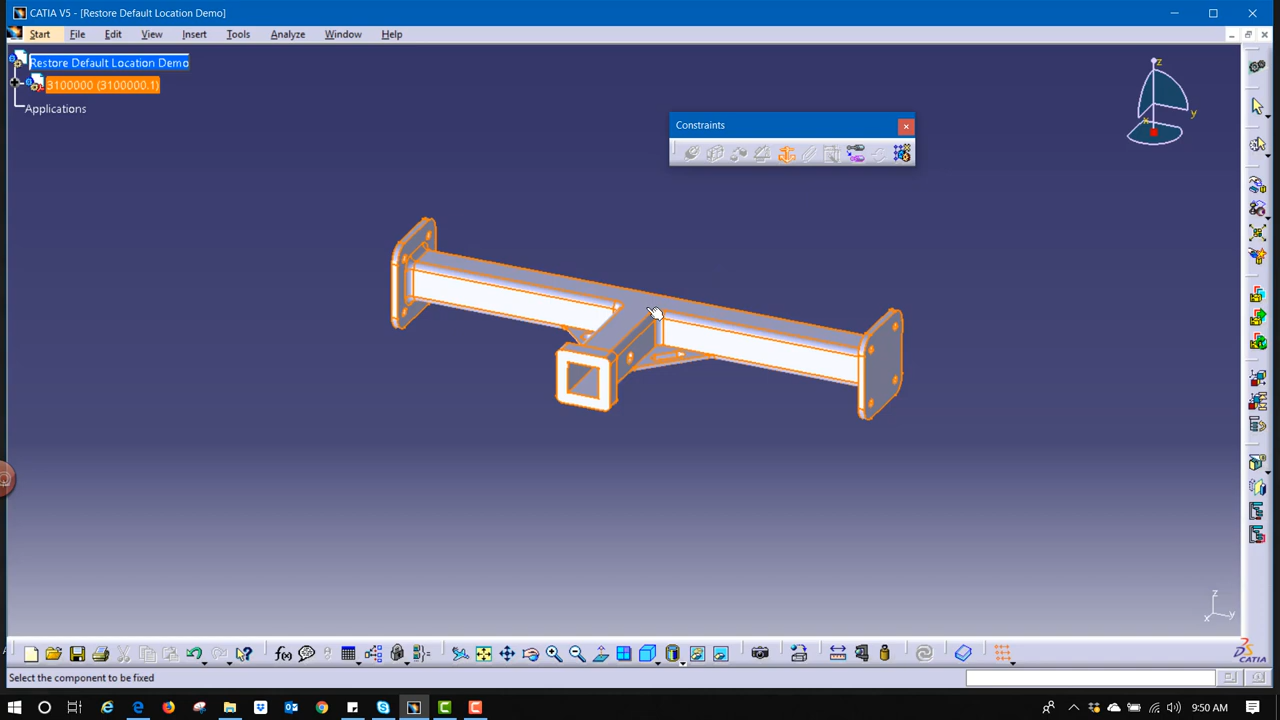 CATIA V5 - [Restore Default Location Demo]
Start File Edit View Insert Tools Analyze Window Help
Restore Default Location Demo
3100000 (3100000.1)
Applications
Constraints
z
y
x
z
x y
f(x)
CATIA
Select the component to be fixed
9:50 AM